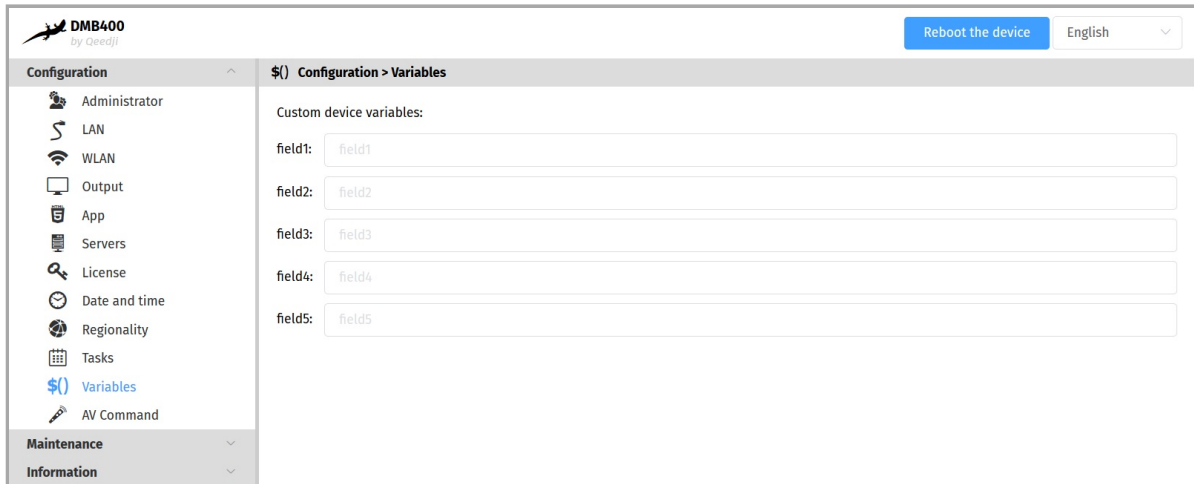 DMB400
by Qeedji
Reboot the device
English
Configuration
Administrator
LAN
WLAN
Output
App
Servers
License
Date and time
Regionality
Tasks
$() Variables
AV Command
Maintenance
Information
$() Configuration > Variables
Custom device variables:
field1: field1
field2: field2
field3: field3
field4: field4
field5: field5